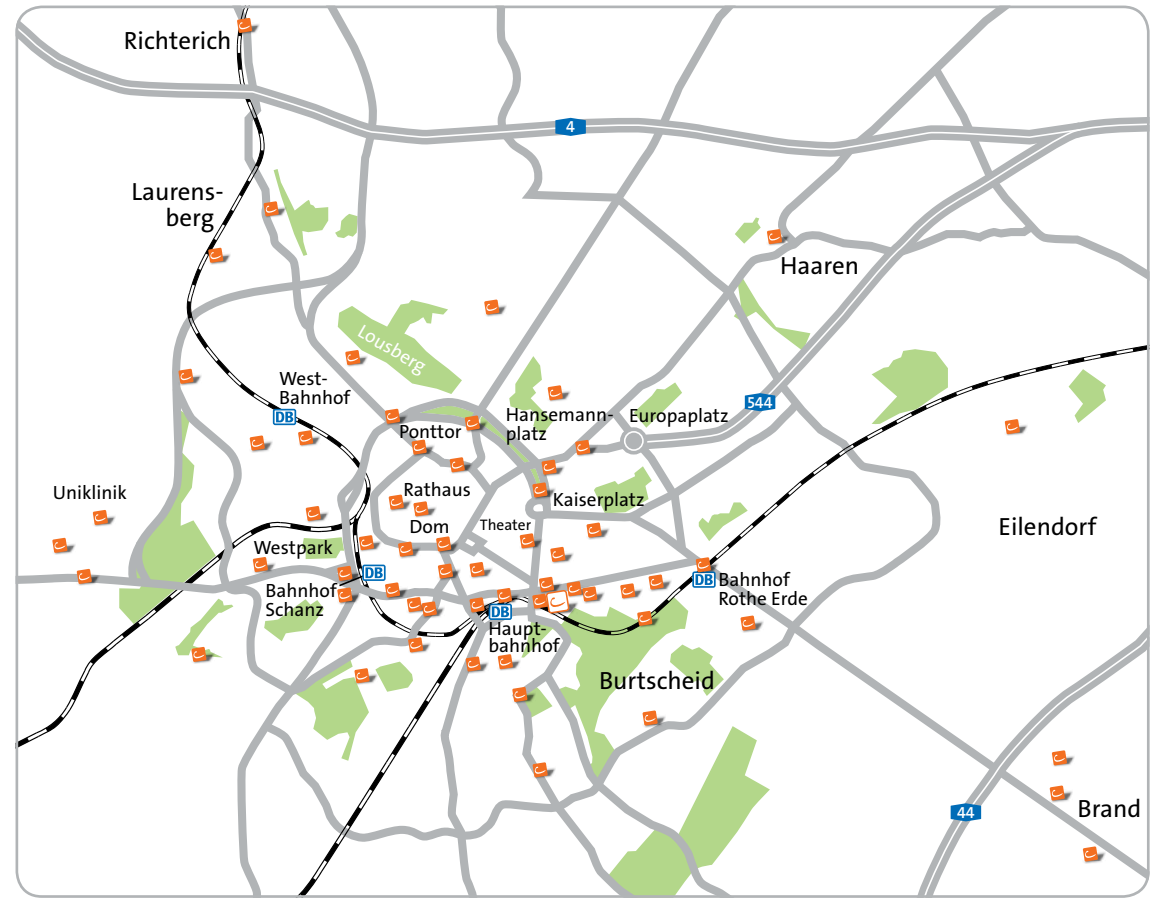 Richterich
4
Laurens-
berg
Haaren
Lousberg
West-
Bahnhof
DB
544
Hansemann-
platz
Europaplatz
Ponttor
Uniklinik
Rathaus
Kaiserplatz
Dom
Theater
Eilendorf
Westpark
DB
Bahnhof
Schanz
DB
Bahnhof
Rothe Erde
DB
Haupt-
bahnhof
Burtscheid
44
Brand